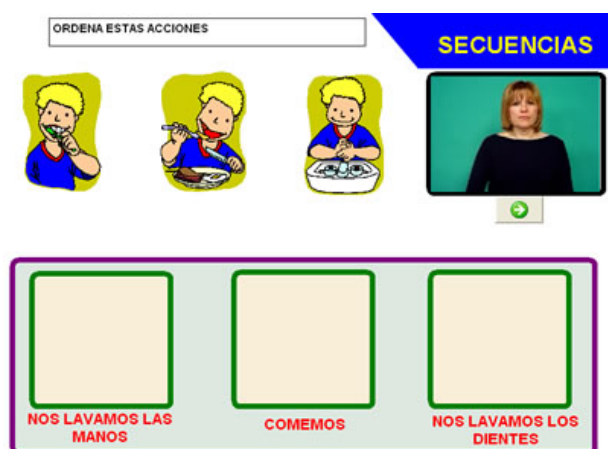 ORDENA ESTAS ACCIONES
SECUENCIAS
NOS LAVAMOS LAS
MANOS
COMEMOS
NOS LAVAMOS LOS
DIENTES